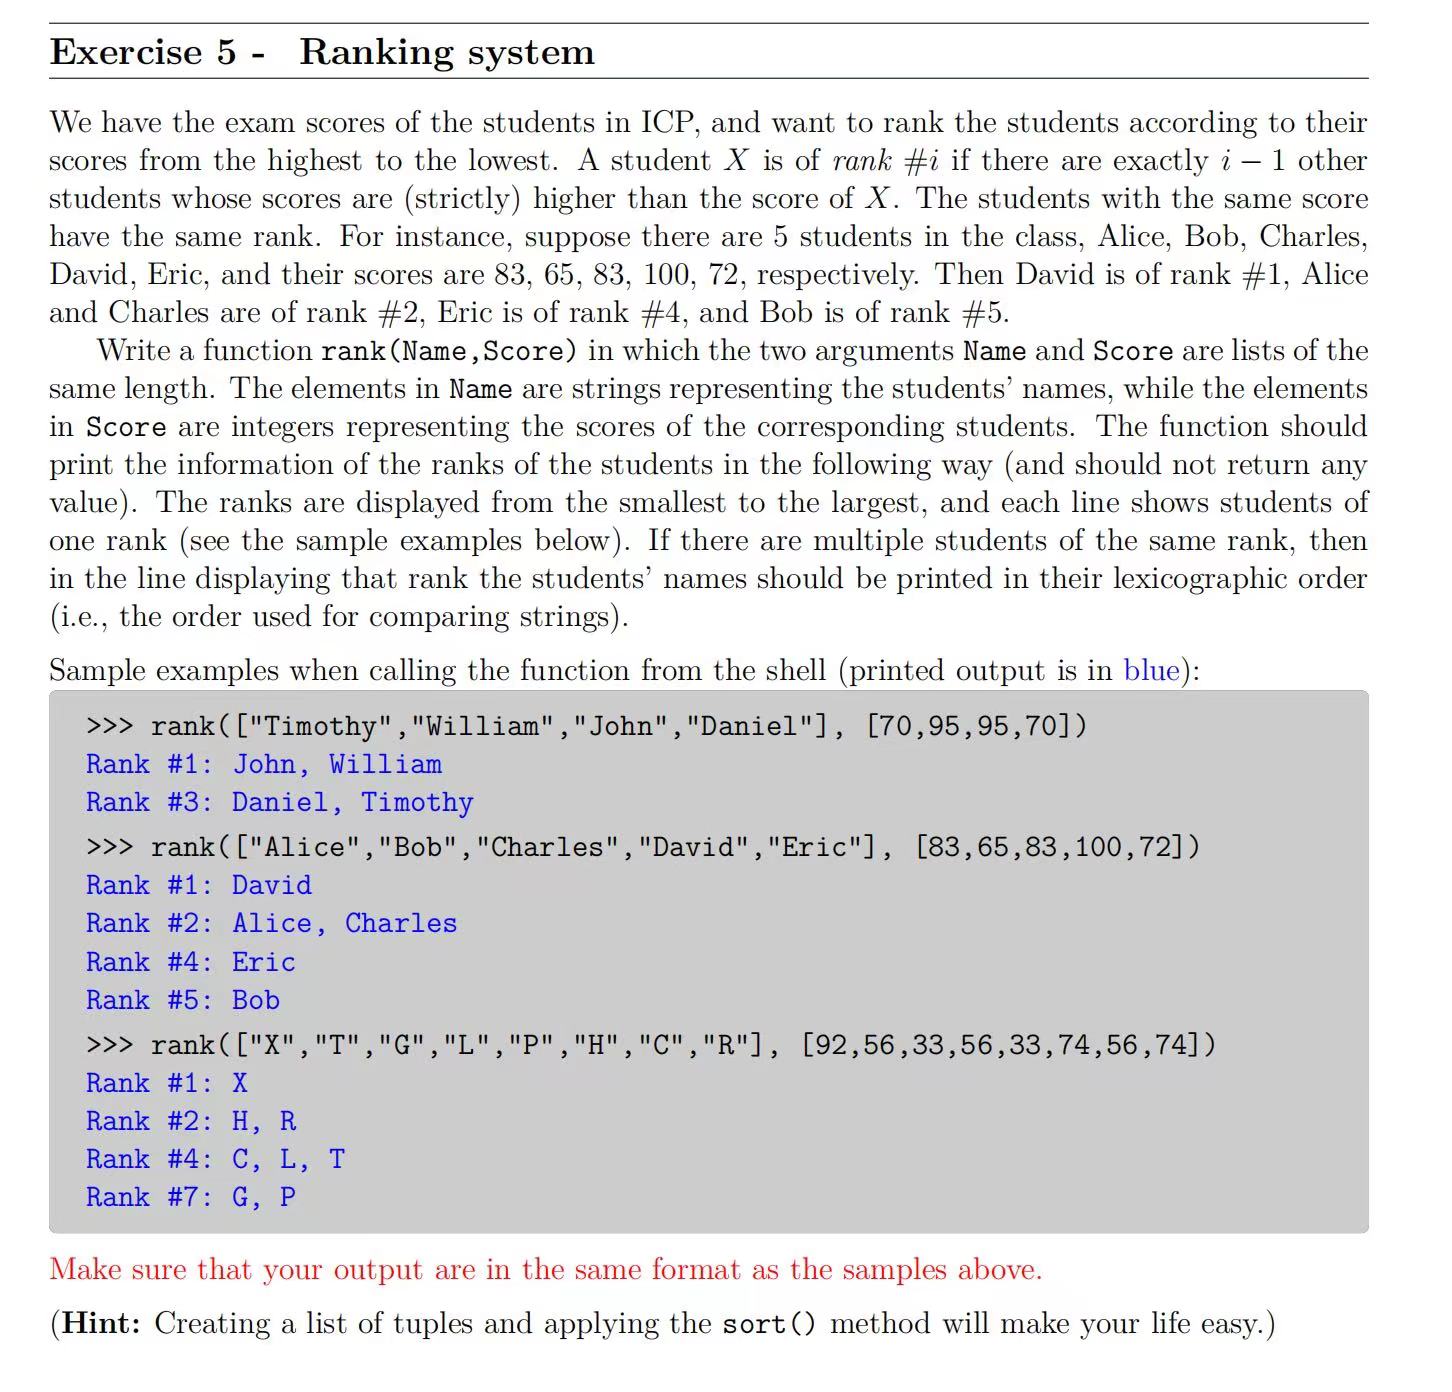 Exercise 5 - Ranking system
We have the exam scores of the students in ICP, and want to rank the students according to their
scores from the highest to the lowest. A student X is of rank #i if there are exactly i − 1 other
students whose scores are (strictly) higher than the score of X. The students with the same score
have the same rank. For instance, suppose there are 5 students in the class, Alice, Bob, Charles,
David, Eric, and their scores are 83, 65, 83, 100, 72, respectively. Then David is of rank #1, Alice
and Charles are of rank #2, Eric is of rank #4, and Bob is of rank #5.
Write a function rank(Name,Score) in which the two arguments Name and Score are lists of the
same length. The elements in Name are strings representing the students' names, while the elements
in Score are integers representing the scores of the corresponding students. The function should
print the information of the ranks of the students in the following way (and should not return any
value). The ranks are displayed from the smallest to the largest, and each line shows students of
one rank (see the sample examples below). If there are multiple students of the same rank, then
in the line displaying that rank the students' names should be printed in their lexicographic order
(i.e., the order used for comparing strings).
Sample examples when calling the function from the shell (printed output is in blue):
>>> rank(["Timothy","William","John","Daniel"], [70,95,95,70])
Rank #1: John, William
Rank #3: Daniel, Timothy
>>> rank(["Alice","Bob","Charles","David","Eric"], [83,65,83,100,72])
Rank #1: David
Rank #2: Alice, Charles
Rank #4: Eric
Rank #5: Bob
>>> rank(["X","T","G","L","P","H","C","R"], [92,56,33,56,33,74,56,74])
Rank #1: X
Rank #2: H, R
Rank #4: C, L, T
Rank #7: G, P
Make sure that your output are in the same format as the samples above.
(Hint: Creating a list of tuples and applying the sort() method will make your life easy.)